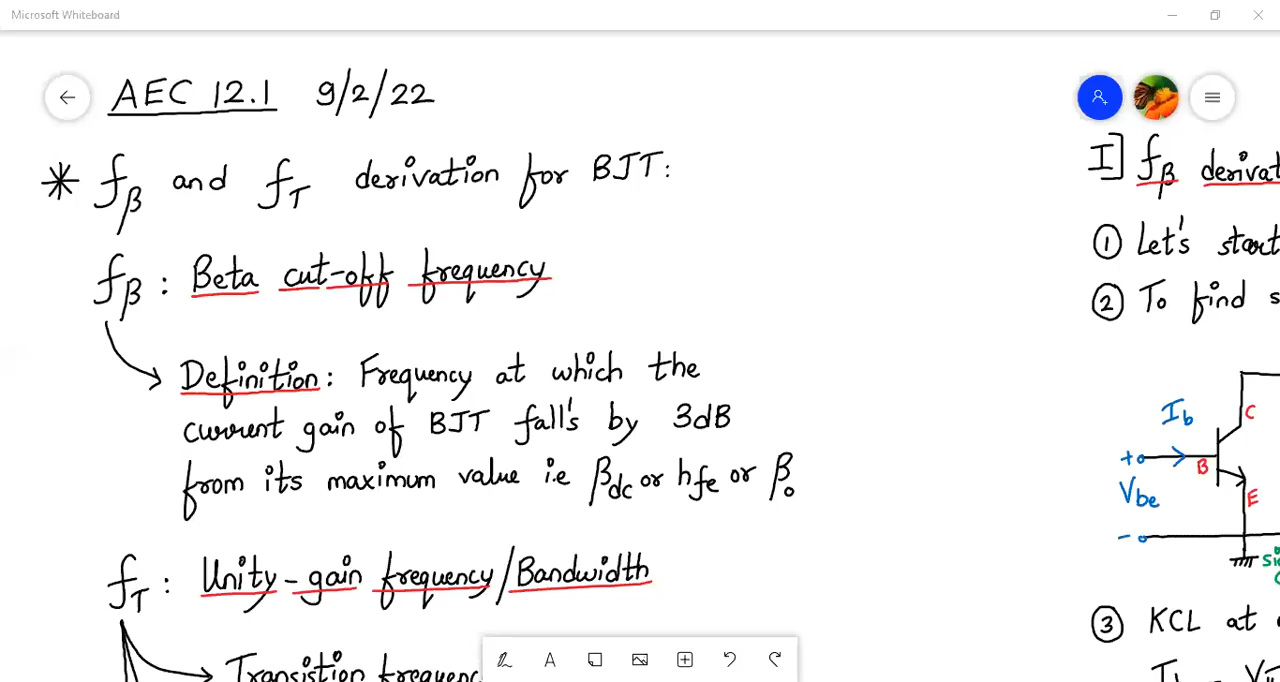 Microsoft Whiteboard
AEC 12.1 9/2/22
* fβ and fT derivation for BJT:
fβ : Beta cut-off frequency
Definition: Frequency at which the
current gain of BJT fall's by 3dB
from its maximum value i.e βdc or hfe or β0
fT : Unity-gain frequency/Bandwidth
Transistion frequenc
I] fβ derivat
① Let's start
② To find s
Ib
C
+
B
Vbe
E
-
③ KCL at
A